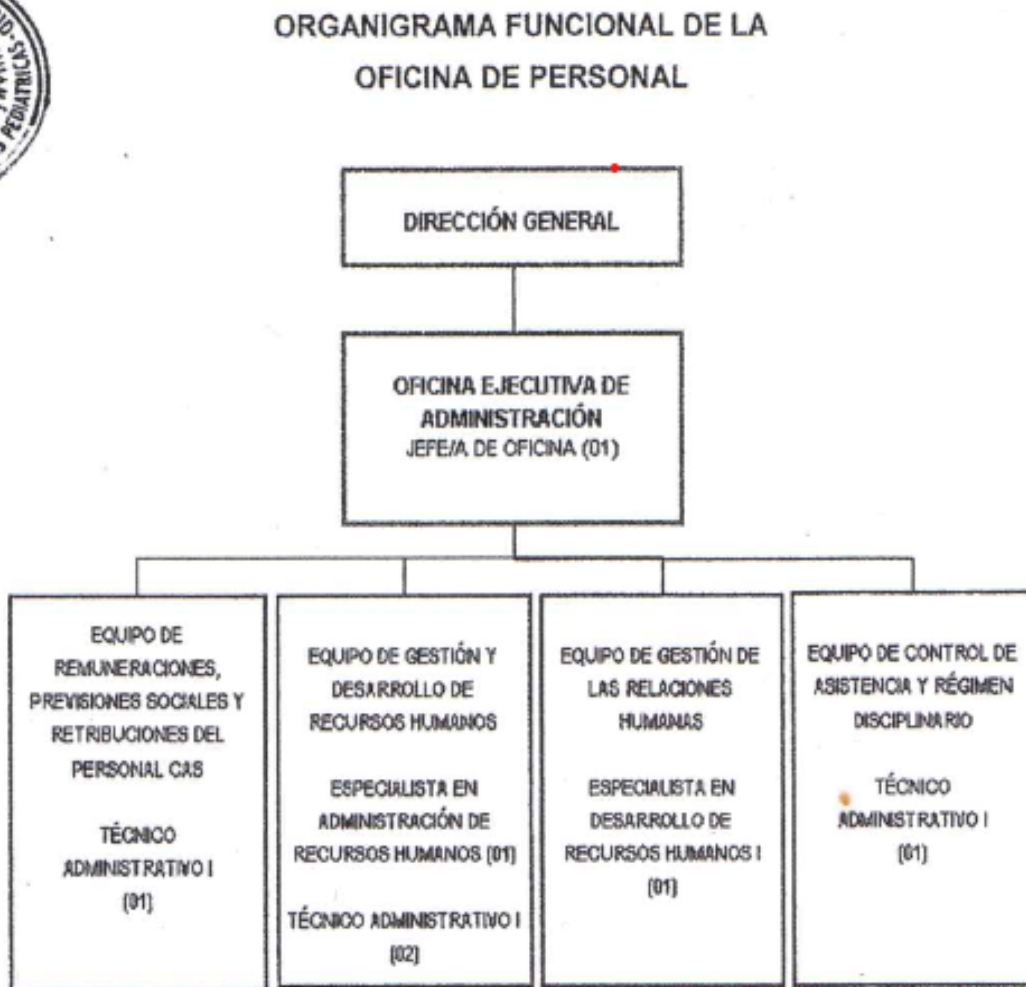 PEDIATRICAS
ORGANIGRAMA FUNCIONAL DE LA
OFICINA DE PERSONAL
DIRECCIÓN GENERAL
OFICINA EJECUTIVA DE
ADMINISTRACIÓN
JEFE/A DE OFICINA (01)
EQUIPO DE
REMUNERACIONES,
PREVISIONES SOCIALES Y
RETRIBUCIONES DEL
PERSONAL CAS
TÉCNICO
ADMINISTRATIVO I
(01)
EQUIPO DE GESTIÓN Y
DESARROLLO DE
RECURSOS HUMANOS
ESPECIALISTA EN
ADMINISTRACIÓN DE
RECURSOS HUMANOS (01)
TÉCNICO ADMINISTRATIVO I
(02)
EQUIPO DE GESTIÓN DE
LAS RELACIONES
HUMANAS
ESPECIALISTA EN
DESARROLLO DE
RECURSOS HUMANOS I
(01)
EQUIPO DE CONTROL DE
ASISTENCIA Y RÉGIMEN
DISCIPLINARIO
TÉCNICO
ADMINISTRATIVO I
(01)